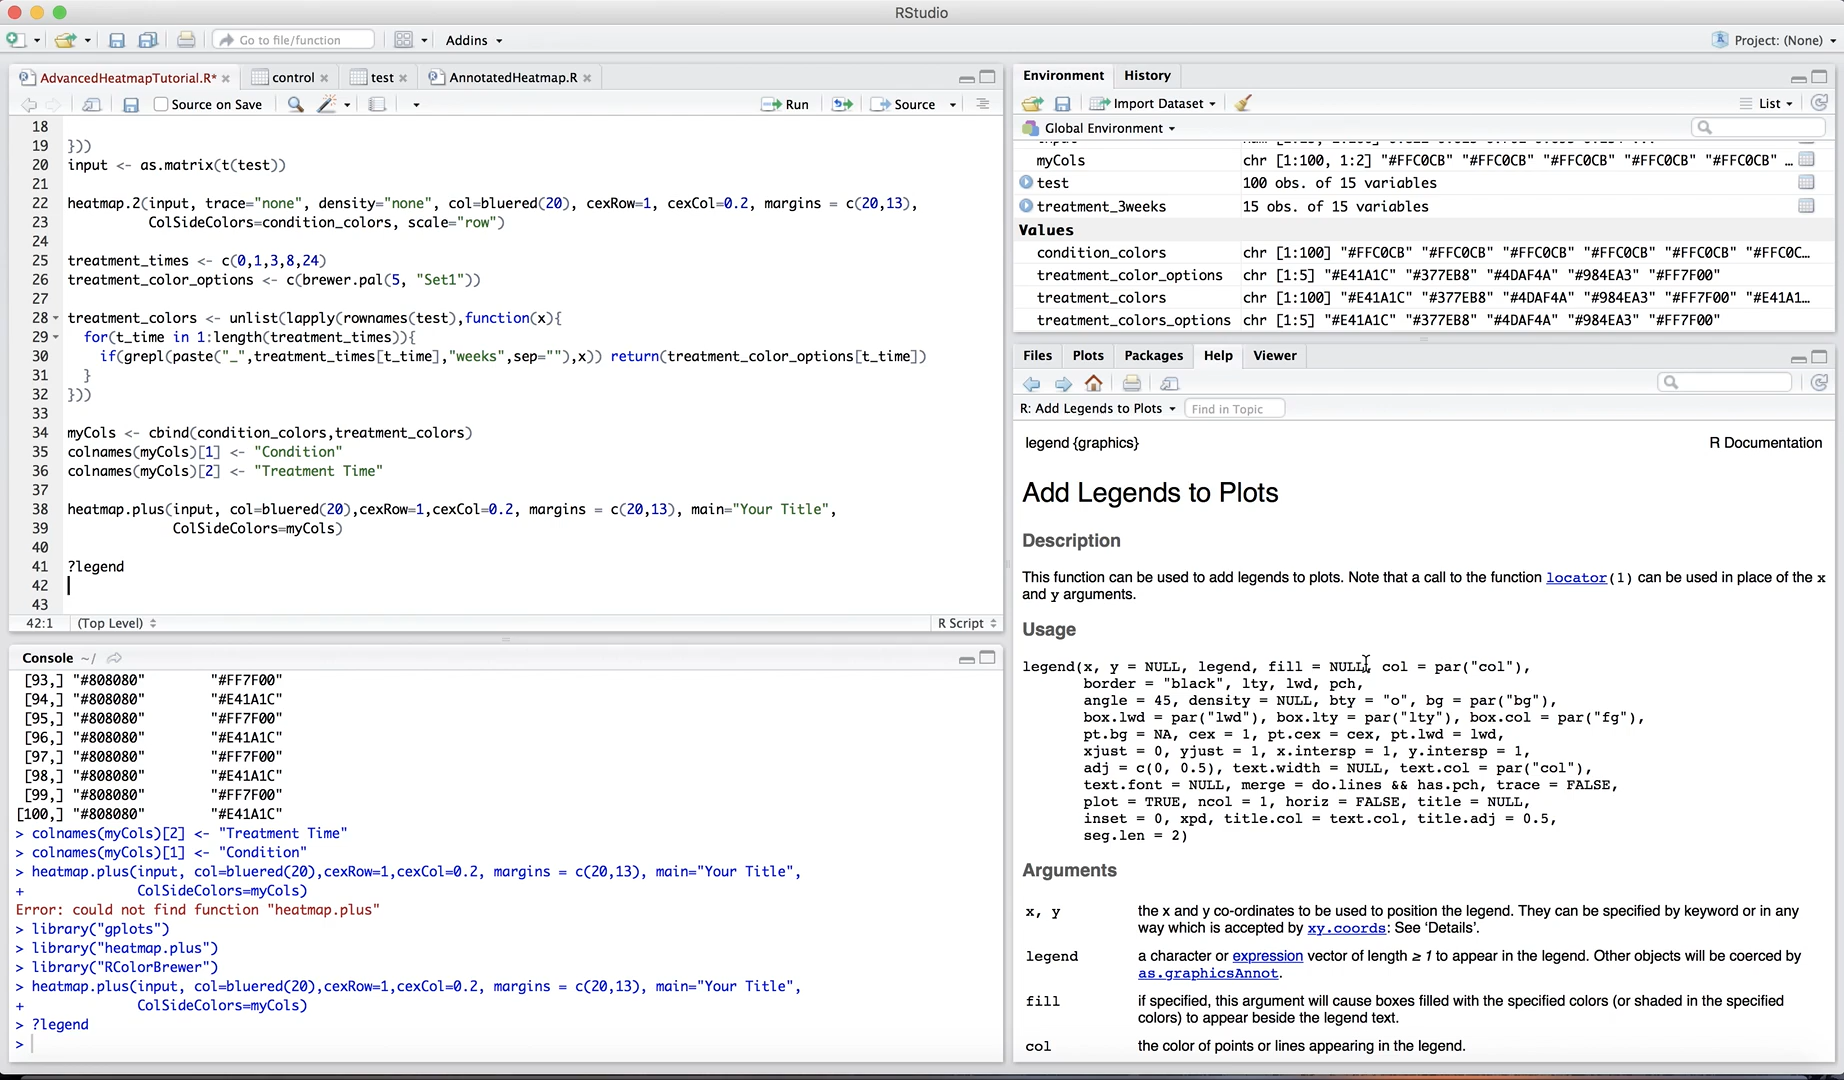 RStudio
Go to file/function
Addins
Project: (None)
AdvancedHeatmapTutorial.R*
control
test
AnnotatedHeatmap.R
Source on Save
Run
Source
18
19 }))
20 input <- as.matrix(t(test))
21
22 heatmap.2(input, trace="none", density="none", col=bluered(20), cexRow=1, cexCol=0.2, margins = c(20,13),
23 ColSideColors=condition_colors, scale="row")
24
25 treatment_times <- c(0,1,3,8,24)
26 treatment_color_options <- c(brewer.pal(5, "Set1"))
27
28 treatment_colors <- unlist(lapply(rownames(test),function(x){
29 for(t_time in 1:length(treatment_times)){
30 if(grepl(paste("_",treatment_times[t_time],"weeks",sep=""),x)) return(treatment_color_options[t_time])
31 }
32 }))
33
34 myCols <- cbind(condition_colors,treatment_colors)
35 colnames(myCols)[1] <- "Condition"
36 colnames(myCols)[2] <- "Treatment Time"
37
38 heatmap.plus(input, col=bluered(20),cexRow=1,cexCol=0.2, margins = c(20,13), main="Your Title",
39 ColSideColors=myCols)
40
41 ?legend
42
43
42:1 (Top Level) R Script
Console ~/
[93,] "#808080" "#FF7F00"
[94,] "#808080" "#E41A1C"
[95,] "#808080" "#FF7F00"
[96,] "#808080" "#E41A1C"
[97,] "#808080" "#FF7F00"
[98,] "#808080" "#E41A1C"
[99,] "#808080" "#FF7F00"
[100,] "#808080" "#E41A1C"
> colnames(myCols)[2] <- "Treatment Time"
> colnames(myCols)[1] <- "Condition"
> heatmap.plus(input, col=bluered(20),cexRow=1,cexCol=0.2, margins = c(20,13), main="Your Title",
+ ColSideColors=myCols)
Error: could not find function "heatmap.plus"
> library("gplots")
> library("heatmap.plus")
> library("RColorBrewer")
> heatmap.plus(input, col=bluered(20),cexRow=1,cexCol=0.2, margins = c(20,13), main="Your Title",
+ ColSideColors=myCols)
> ?legend
>
Environment History
Import Dataset List
Global Environment
myCols chr [1:100, 1:2] "#FFC0CB" "#FFC0CB" "#FFC0CB" "#FFC0CB" "#FFC0CB" …
test 100 obs. of 15 variables
treatment_3weeks 15 obs. of 15 variables
Values
condition_colors chr [1:100] "#FFC0CB" "#FFC0CB" "#FFC0CB" "#FFC0CB" "#FFC0CB" "#FFC0C…
treatment_color_options chr [1:5] "#E41A1C" "#377EB8" "#4DAF4A" "#984EA3" "#FF7F00"
treatment_colors chr [1:100] "#E41A1C" "#377EB8" "#4DAF4A" "#984EA3" "#FF7F00" "#E41A1…
treatment_colors_options chr [1:5] "#E41A1C" "#377EB8" "#4DAF4A" "#984EA3" "#FF7F00"
Files Plots Packages Help Viewer
R: Add Legends to Plots Find in Topic
legend {graphics} R Documentation
Add Legends to Plots
Description
This function can be used to add legends to plots. Note that a call to the function locator(1) can be used in place of the x
and y arguments.
Usage
legend(x, y = NULL, legend, fill = NULL, col = par("col"),
border = "black", lty, lwd, pch,
angle = 45, density = NULL, bty = "o", bg = par("bg"),
box.lwd = par("lwd"), box.lty = par("lty"), box.col = par("fg"),
pt.bg = NA, cex = 1, pt.cex = cex, pt.lwd = lwd,
xjust = 0, yjust = 1, x.intersp = 1, y.intersp = 1,
adj = c(0, 0.5), text.width = NULL, text.col = par("col"),
text.font = NULL, merge = do.lines && has.pch, trace = FALSE,
plot = TRUE, ncol = 1, horiz = FALSE, title = NULL,
inset = 0, xpd, title.col = text.col, title.adj = 0.5,
seg.len = 2)
Arguments
x, y the x and y co-ordinates to be used to position the legend. They can be specified by keyword or in any
way which is accepted by xy.coords: See ‘Details’.
legend a character or expression vector of length ≥ 1 to appear in the legend. Other objects will be coerced by
as.graphicsAnnot.
fill if specified, this argument will cause boxes filled with the specified colors (or shaded in the specified
colors) to appear beside the legend text.
col the color of points or lines appearing in the legend.